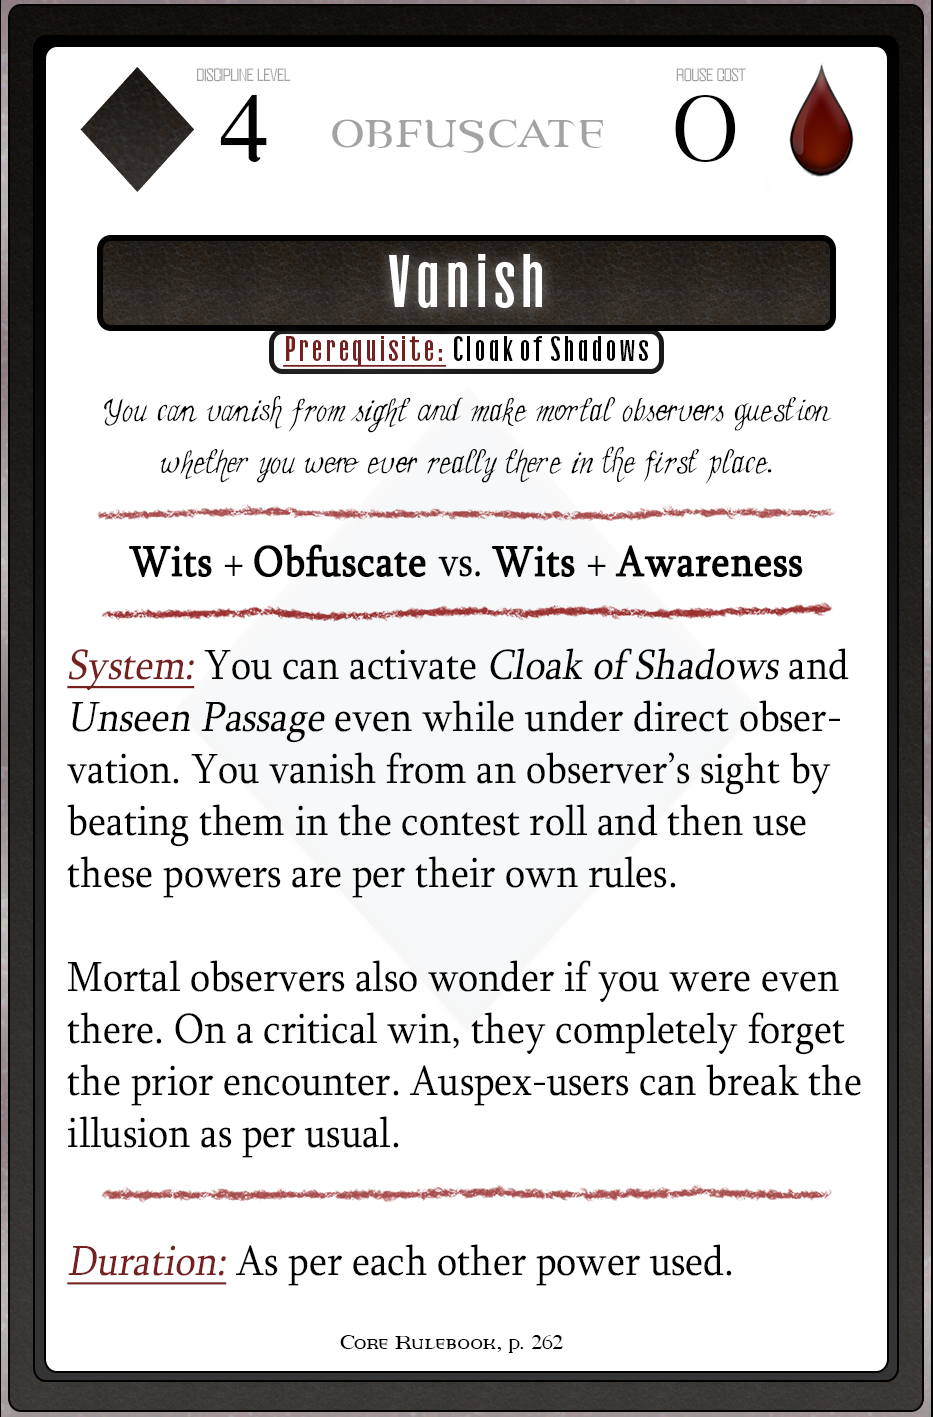 DISCIPLINE LEVEL
4
OBFUSCATE
ROUSE COST
0
Vanish
Prerequisite: Cloak of Shadows
You can vanish from sight and make mortal observers question
whether you were ever really there in the first place.
Wits + Obfuscate vs. Wits + Awareness
System: You can activate Cloak of Shadows and
Unseen Passage even while under direct obser-
vation. You vanish from an observer’s sight by
beating them in the contest roll and then use
these powers are per their own rules.
Mortal observers also wonder if you were even
there. On a critical win, they completely forget
the prior encounter. Auspex-users can break the
illusion as per usual.
Duration: As per each other power used.
Core Rulebook, p. 262